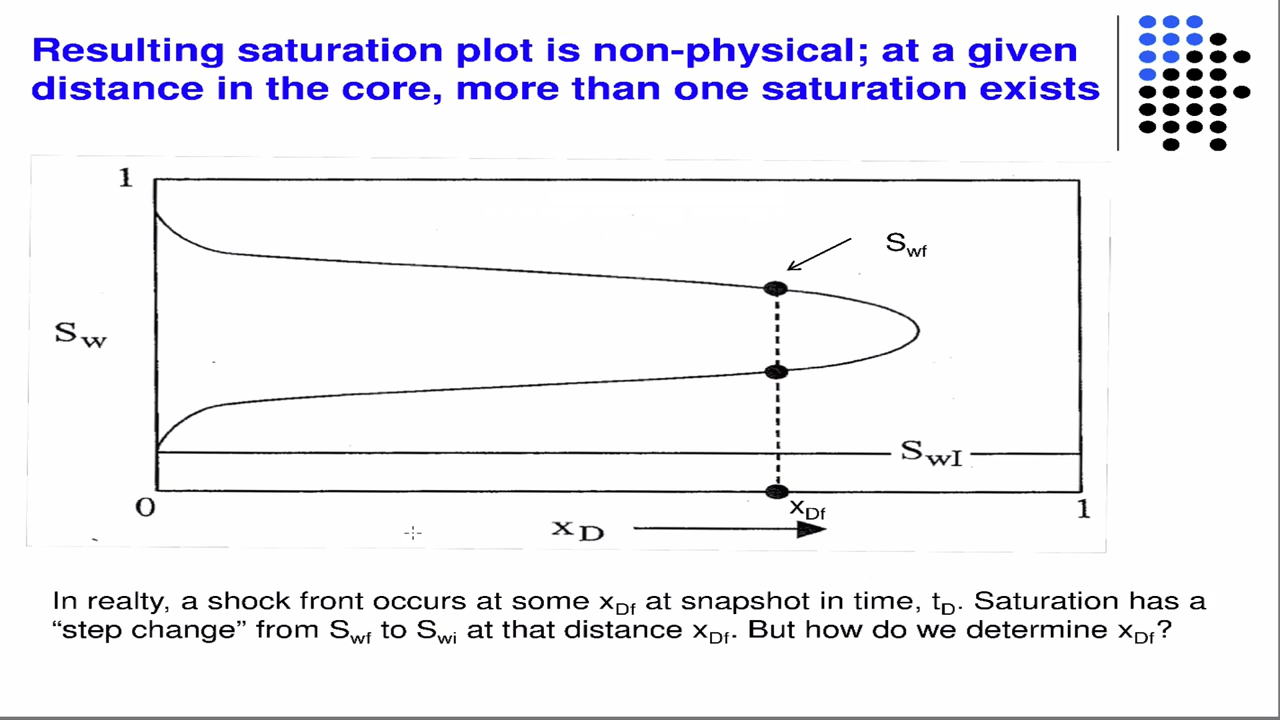 Resulting saturation plot is non-physical; at a given
distance in the core, more than one saturation exists
1
Swf
Sw
SwI
0
xDf
1
xD
In realty, a shock front occurs at some xDf at snapshot in time, tD. Saturation has a
“step change” from Swf to Swi at that distance xDf. But how do we determine xDf?